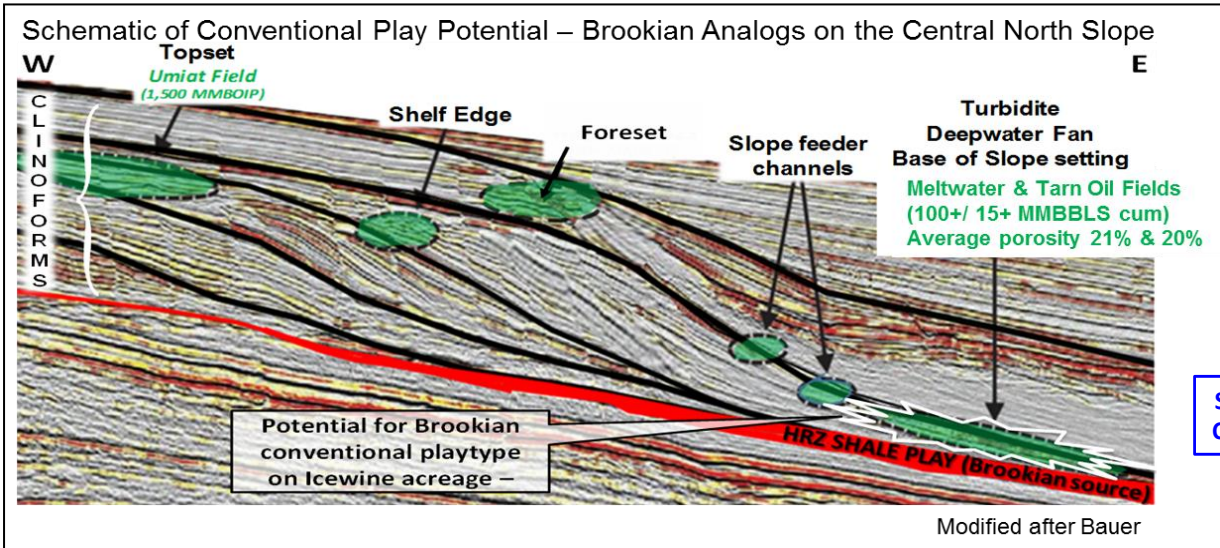 Schematic of Conventional Play Potential – Brookian Analogs on the Central North Slope
W
E
Topset
Umiat Field
(1,500 MMBOIP)
CLINOFORMS
Shelf Edge
Foreset
Slope feeder
channels
Turbidite
Deepwater Fan
Base of Slope setting
Meltwater & Tarn Oil Fields
(100+/ 15+ MMBBLS cum)
Average porosity 21% & 20%
Potential for Brookian
conventional playtype
on Icewine acreage –
HRZ SHALE PLAY (Brookian source)
Modified after Bauer